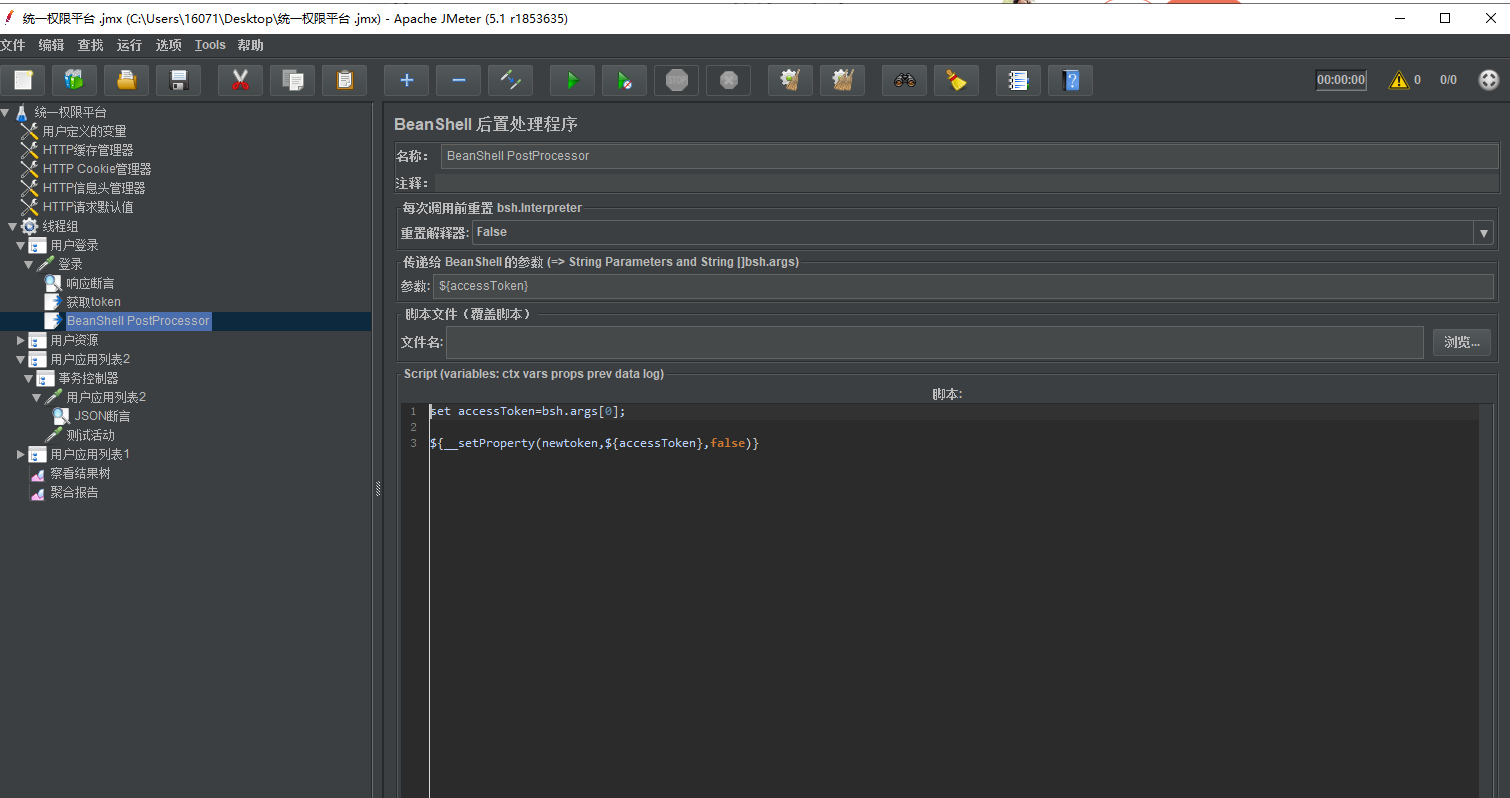 统一权限平台 .jmx (C:\Users\16071\Desktop\统一权限平台 .jmx) - Apache JMeter (5.1 r1853635)
文件 编辑 查找 运行 选项 Tools 帮助
STOP
00:00:00 0 0/0
统一权限平台
用户定义的变量
HTTP缓存管理器
HTTP Cookie管理器
HTTP信息头管理器
HTTP请求默认值
线程组
用户登录
登录
响应断言
获取token
BeanShell PostProcessor
用户资源
用户应用列表2
事务控制器
用户应用列表2
JSON断言
测试活动
用户应用列表1
察看结果树
聚合报告
BeanShell 后置处理程序
名称： BeanShell PostProcessor
注释：
每次调用前重置 bsh.Interpreter
重置解释器: False
传递给 BeanShell 的参数 (=> String Parameters and String []bsh.args)
参数: ${accessToken}
脚本文件（覆盖脚本）
文件名: 浏览...
Script (variables: ctx vars props prev data log)
脚本:
1 set accessToken=bsh.args[0];
2
3 ${__setProperty(newtoken,${accessToken},false)}